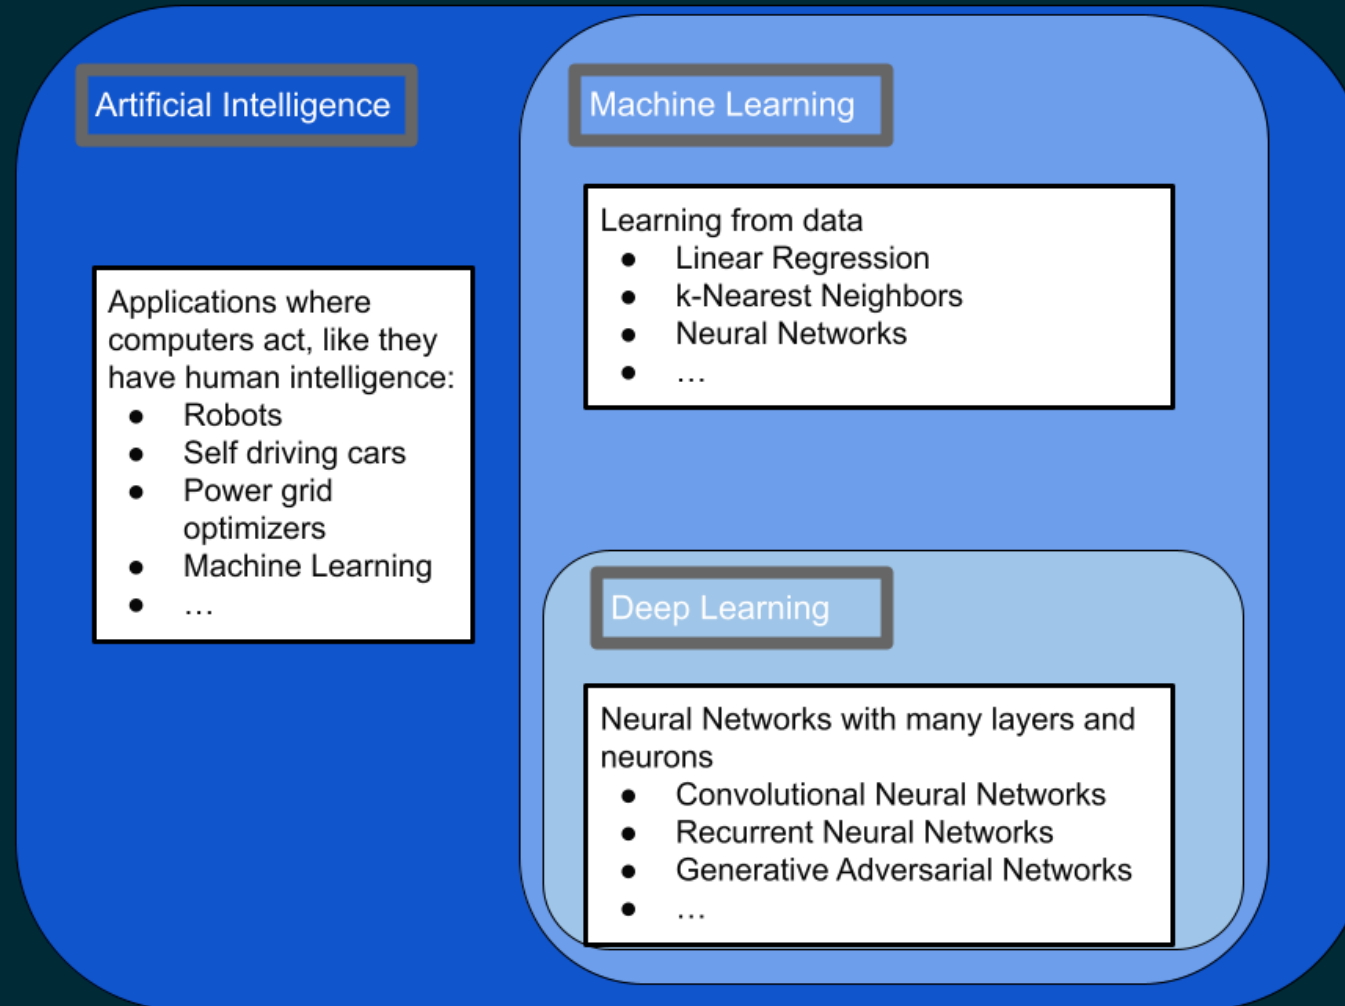 Artificial Intelligence
Applications where
computers act, like they
have human intelligence:
● Robots
● Self driving cars
● Power grid
optimizers
● Machine Learning
● …
Machine Learning
Learning from data
● Linear Regression
● k-Nearest Neighbors
● Neural Networks
● …
Deep Learning
Neural Networks with many layers and
neurons
● Convolutional Neural Networks
● Recurrent Neural Networks
● Generative Adversarial Networks
● …